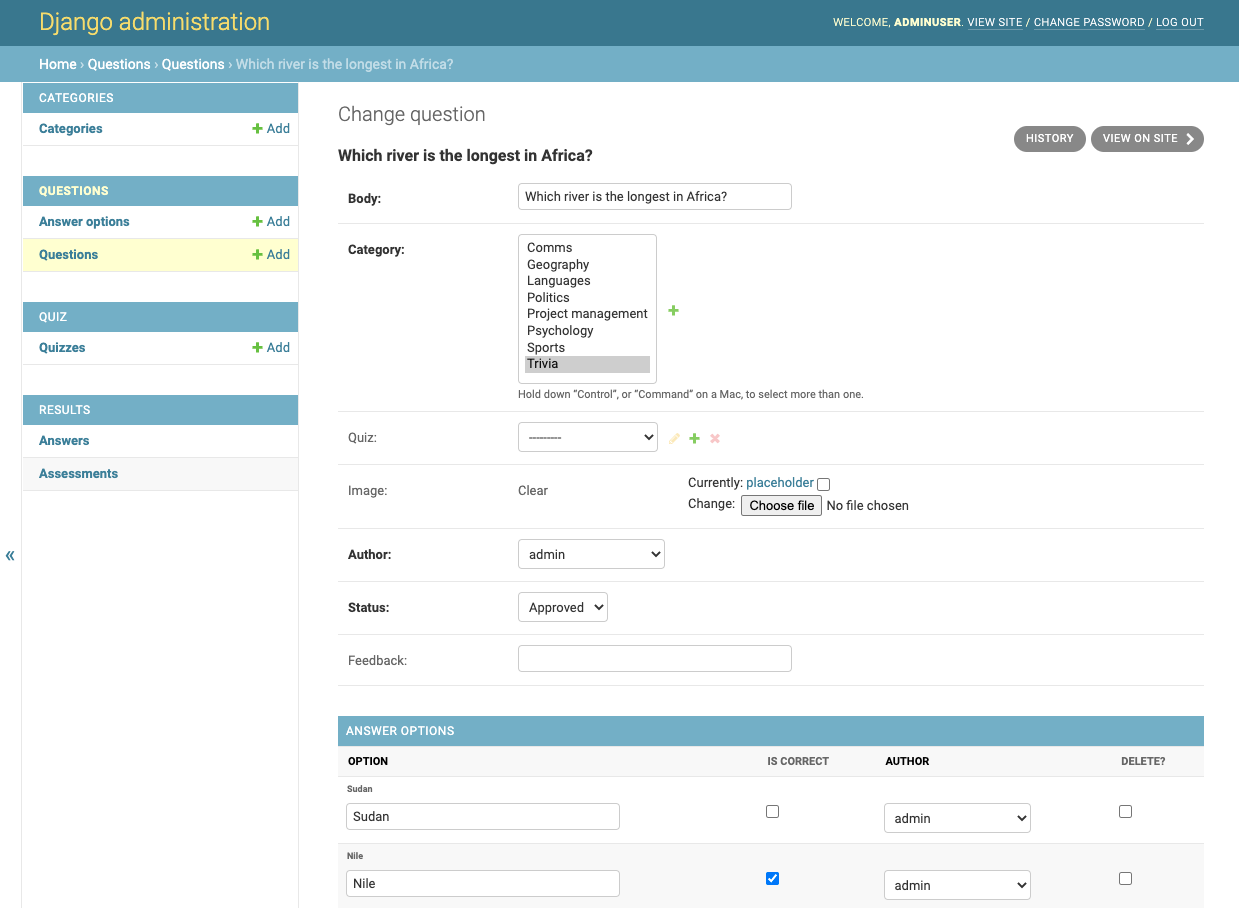 Django administration
WELCOME, ADMINUSER. VIEW SITE / CHANGE PASSWORD / LOG OUT
Home › Questions › Questions › Which river is the longest in Africa?
CATEGORIES
Categories
Add
QUESTIONS
Answer options
Add
Questions
Add
QUIZ
Quizzes
Add
RESULTS
Answers
Assessments
«
Change question
HISTORY
VIEW ON SITE
Which river is the longest in Africa?
Body:
Which river is the longest in Africa?
Category:
Comms
Geography
Languages
Politics
Project management
Psychology
Sports
Trivia
Hold down “Control”, or “Command” on a Mac, to select more than one.
Quiz:
---------
Image:
Clear
Currently: placeholder
Change: Choose file No file chosen
Author:
admin
Status:
Approved
Feedback:
ANSWER OPTIONS
OPTION IS CORRECT AUTHOR DELETE?
Sudan
Sudan
admin
Nile
Nile
admin